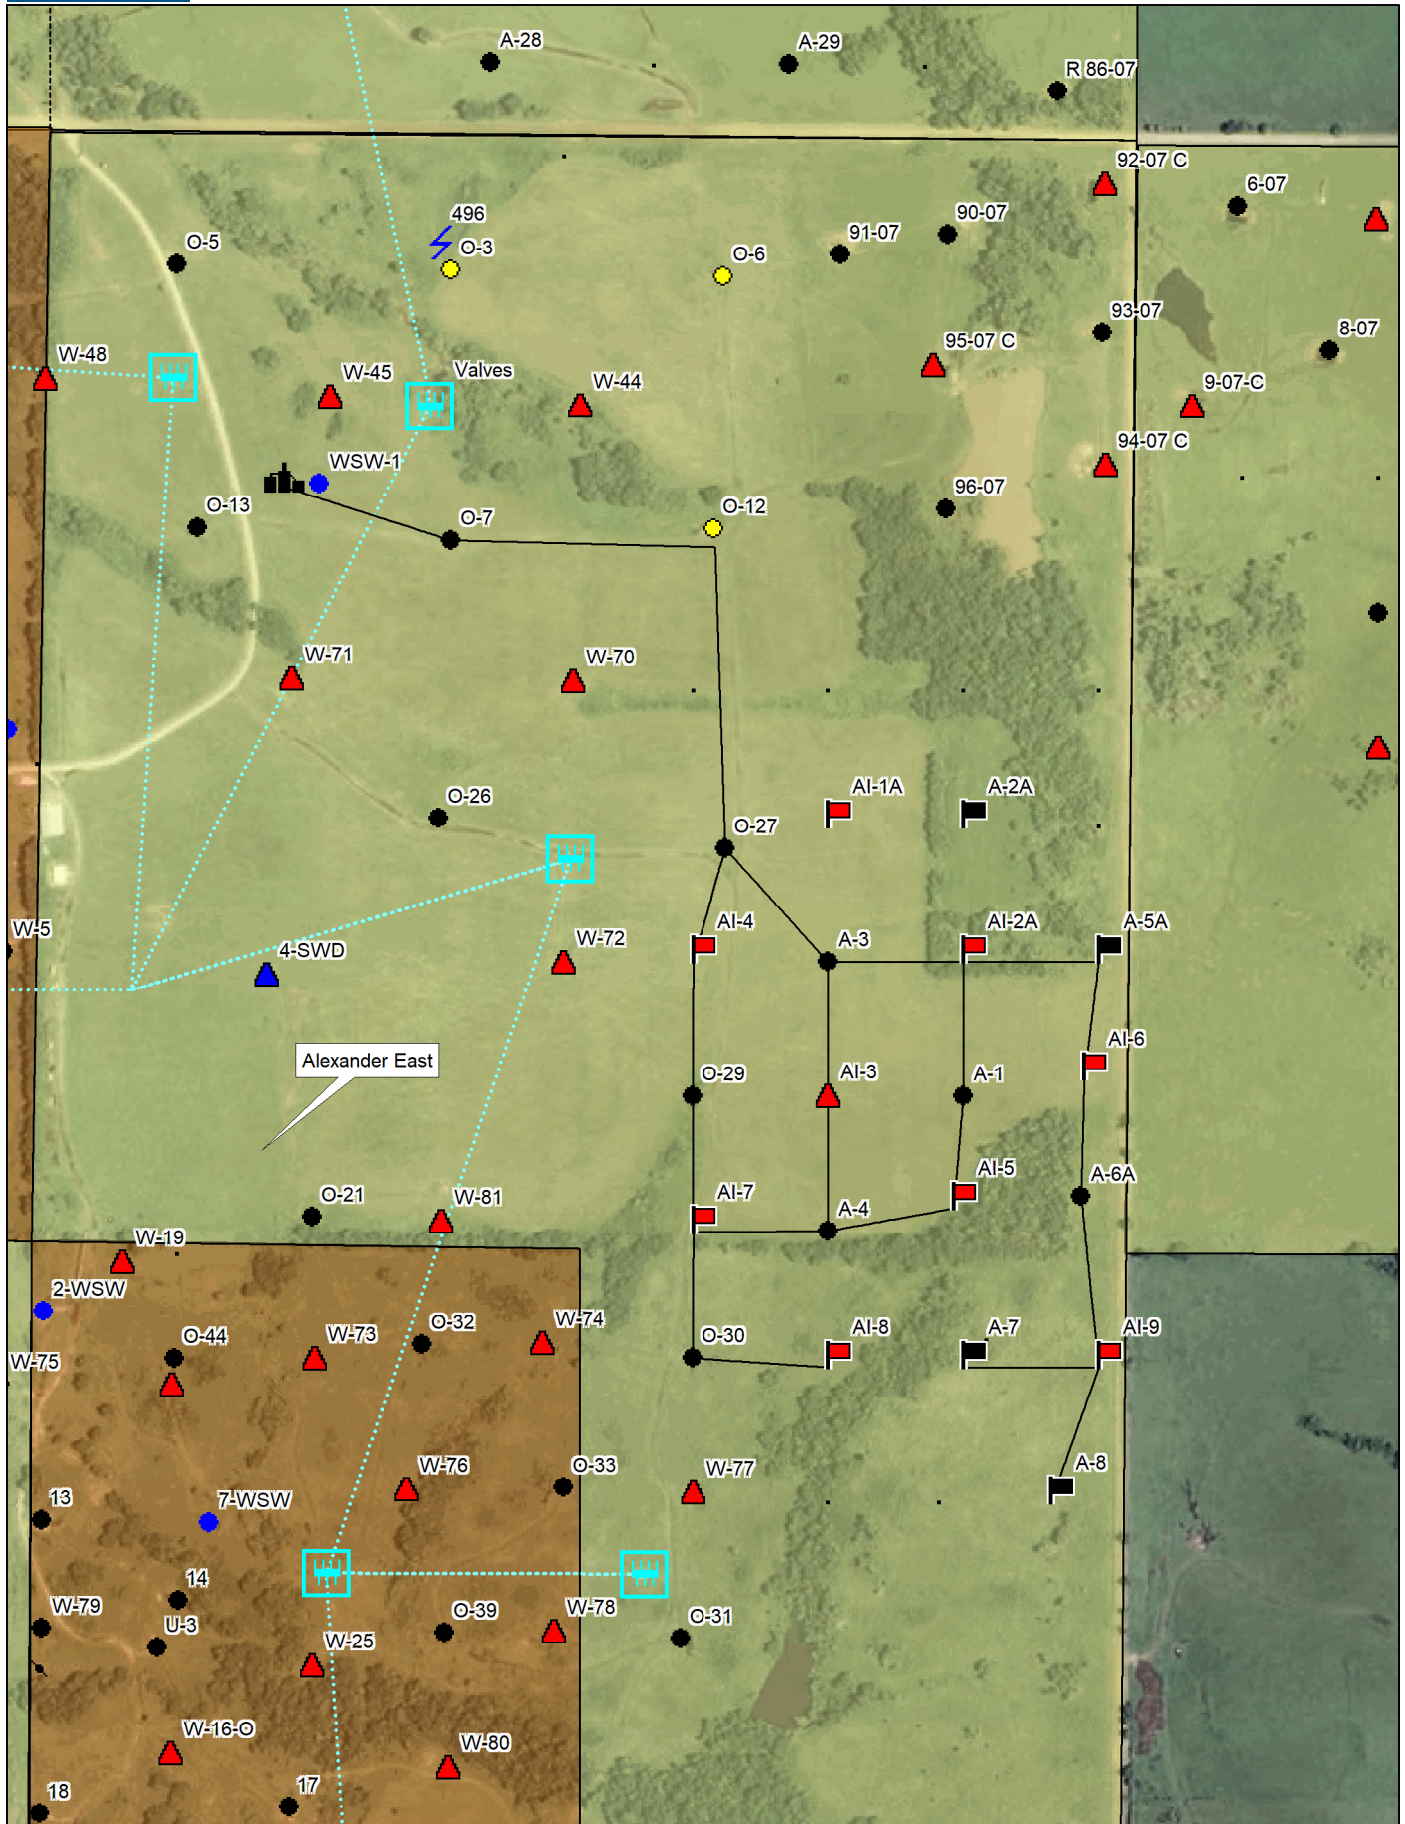 A-28
A-29
R 86-07
92-07 C
6-07
496
90-07
O-5
O-3
O-6
91-07
93-07
8-07
W-48
95-07 C
Valves
W-45
W-44
9-07-C
94-07 C
WSW-1
96-07
O-13
O-7
O-12
W-71
W-70
AI-1A
A-2A
O-26
O-27
W-5
AI-4
A-3
AI-2A
A-5A
4-SWD
W-72
AI-6
Alexander East
O-29
AI-3
A-1
AI-5
A-6A
O-21
W-81
AI-7
A-4
W-19
2-WSW
O-44
W-73
O-32
W-74
O-30
AI-8
A-7
AI-9
W-75
W-76
O-33
W-77
A-8
13
7-WSW
14
W-79
U-3
O-39
W-78
O-31
W-25
W-16-O
W-80
18
17